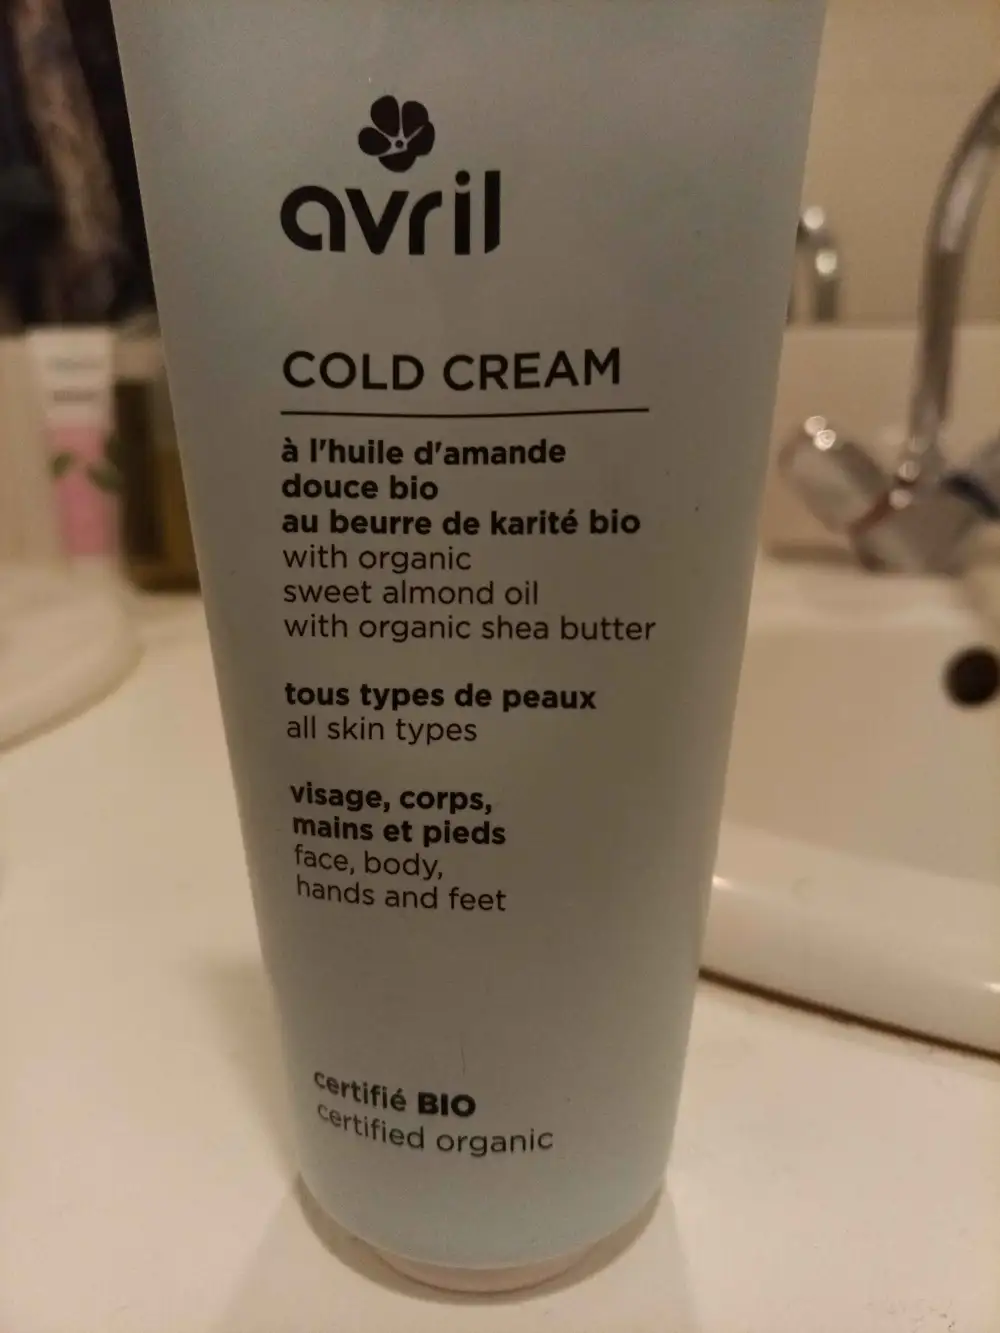 avril
COLD CREAM
à l'huile d'amande
douce bio
au beurre de karité bio
with organic
sweet almond oil
with organic shea butter
tous types de peaux
all skin types
visage, corps,
mains et pieds
face, body,
hands and feet
certifié BIO
certified organic